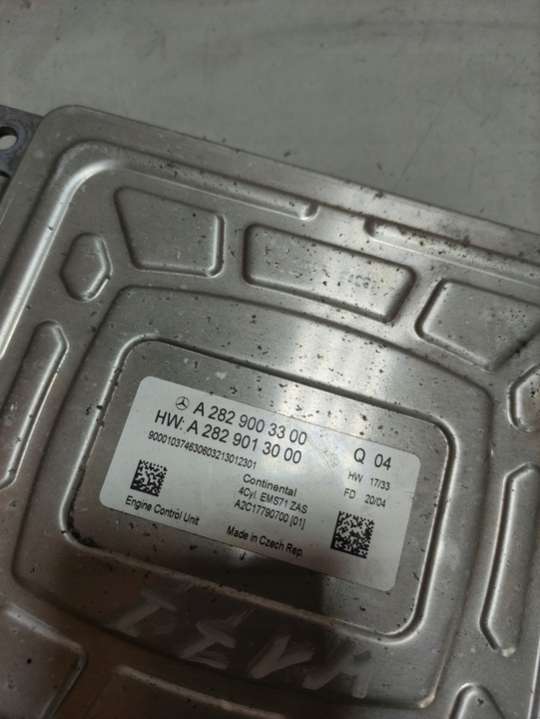 A 282 900 33 00
HW: A 282 901 30 00
Q 04
900010374630603213012301
HW 17/33
FD 20/04
Continental
4Cyl. EMS71 ZAS
A2C17790700 [01]
Engine Control Unit
Made in Czech Rep.